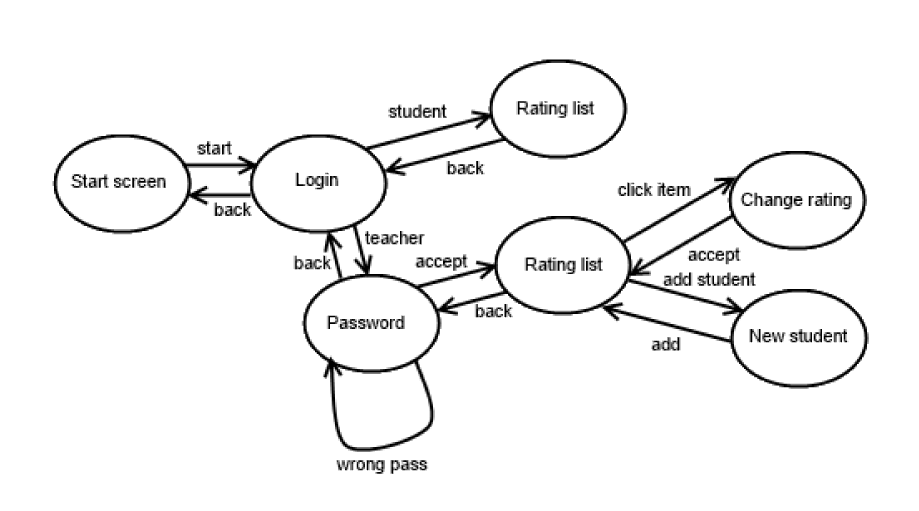 Rating list
student
start
back
Start screen
Login
back
click item
Change rating
teacher
back
accept
Rating list
accept
add student
back
Password
New student
add
wrong pass
back